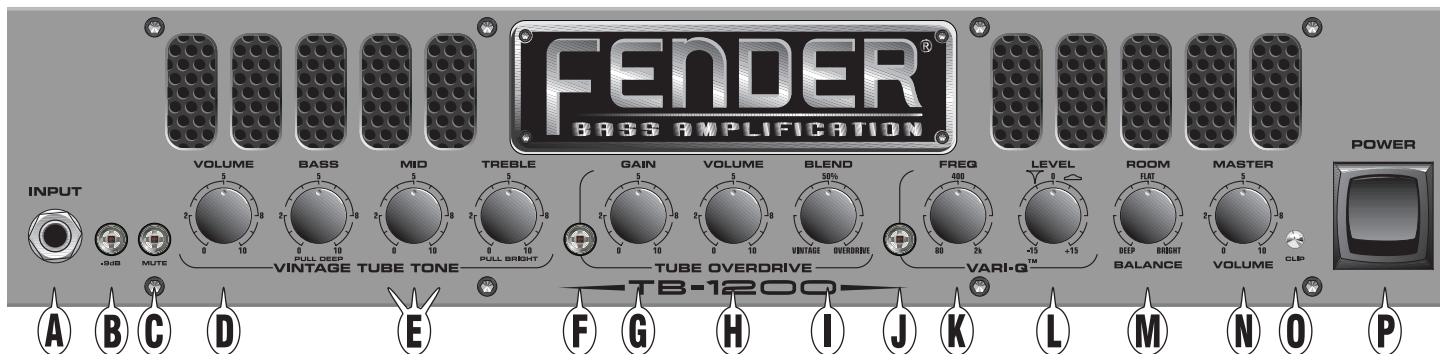 FENDER®
BASS AMPLIFICATION
POWER
INPUT
VOLUME BASS MID TREBLE GAIN VOLUME BLEND FREQ LEVEL ROOM MASTER
5 5 5 5 5 5 50% 400 0 FLAT 5
2 8 2 8 2 8 2 8 2 8 2 8 2 8
0 10 0 10 0 10 0 10 0 10 0 10 VINTAGE OVERDRIVE 80 2k -15 +15 DEEP BRIGHT 0 10
-9dB MUTE PULL DEEP PULL BRIGHT CLIP
VINTAGE TUBE TONE TUBE OVERDRIVE VARI-Q™ BALANCE VOLUME
TB-1200
A B C D E F G H I J K L M N O P